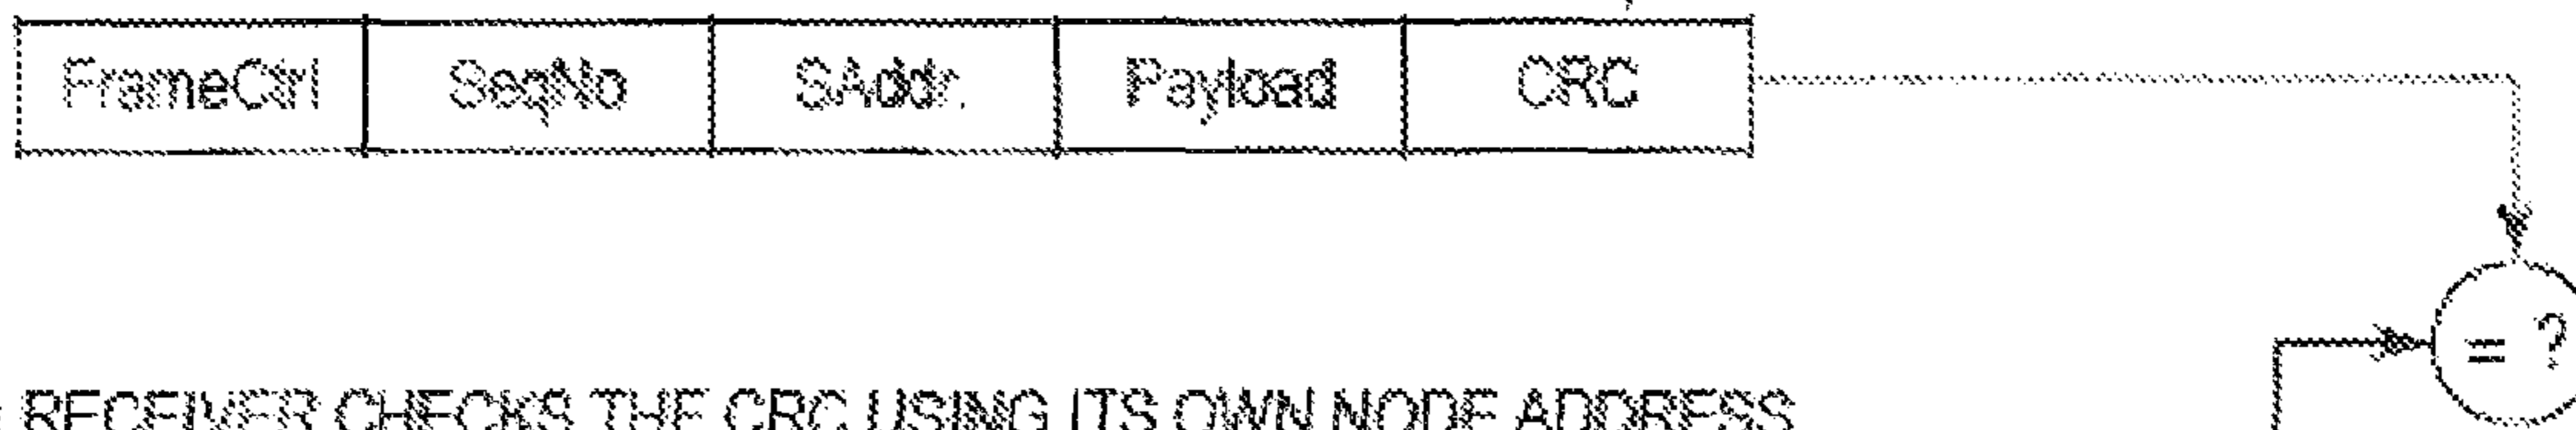 FrameCtrl SeqNo SAddr. Payload CRC
= ?
RECEIVER CHECKS THE CRC USING ITS OWN NODE ADDRESS